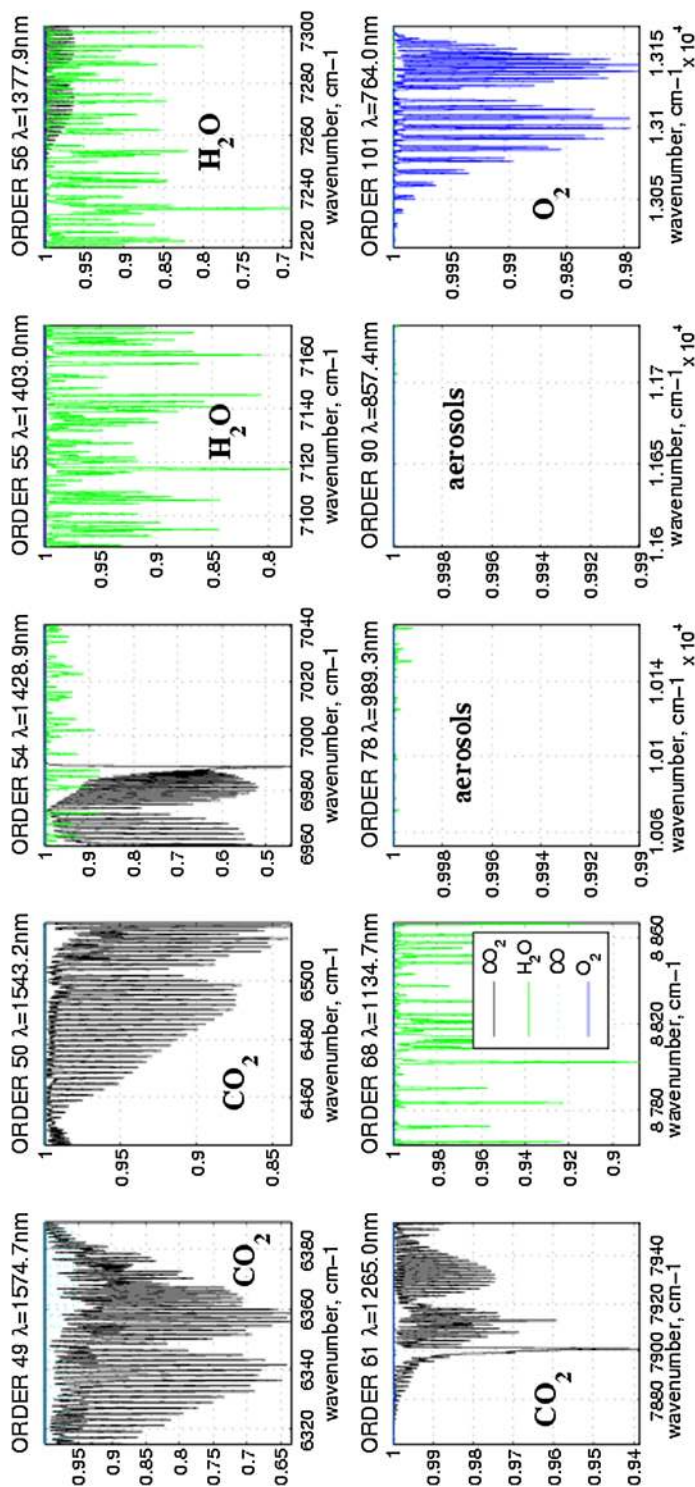 ORDER 49 λ=1574.7nm
0.95
0.9
0.85
0.8
0.75
0.7
0.65
CO2
6320 6340 6360 6380
wavenumber, cm−1
ORDER 50 λ=1543.2nm
1
0.95
0.9
0.85
CO2
6460 6480 6500
wavenumber, cm−1
ORDER 54 λ=1428.9nm
1
0.9
0.8
0.7
0.6
0.5
6960 6980 7000 7020 7040
wavenumber, cm−1
ORDER 55 λ=1403.0nm
1
0.95
0.9
0.85
0.8
H2O
7100 7120 7140 7160
wavenumber, cm−1
ORDER 56 λ=1377.9nm
1
0.95
0.9
0.85
0.8
0.75
0.7
H2O
7220 7240 7260 7280 7300
wavenumber, cm−1
ORDER 61 λ=1265.0nm
1
0.99
0.98
0.97
0.96
0.95
0.94
CO2
7880 7900 7920 7940
wavenumber, cm−1
ORDER 68 λ=1134.7nm
1
0.98
0.96
0.94
0.92
0.9
CO2
H2O
CO
O2
8780 8820 8860
wavenumber, cm−1
ORDER 78 λ=989.3nm
1
0.998
0.996
0.994
0.992
0.99
aerosols
1.006 1.01 1.014
wavenumber, cm−1 x 10⁴
ORDER 90 λ=857.4nm
1
0.998
0.996
0.994
0.992
0.99
aerosols
1.16 1.165 1.17
wavenumber, cm−1 x 10⁴
ORDER 101 λ=764.0nm
1
0.995
0.99
0.985
0.98
O2
1.305 1.31 1.315
wavenumber, cm−1 x 10⁴